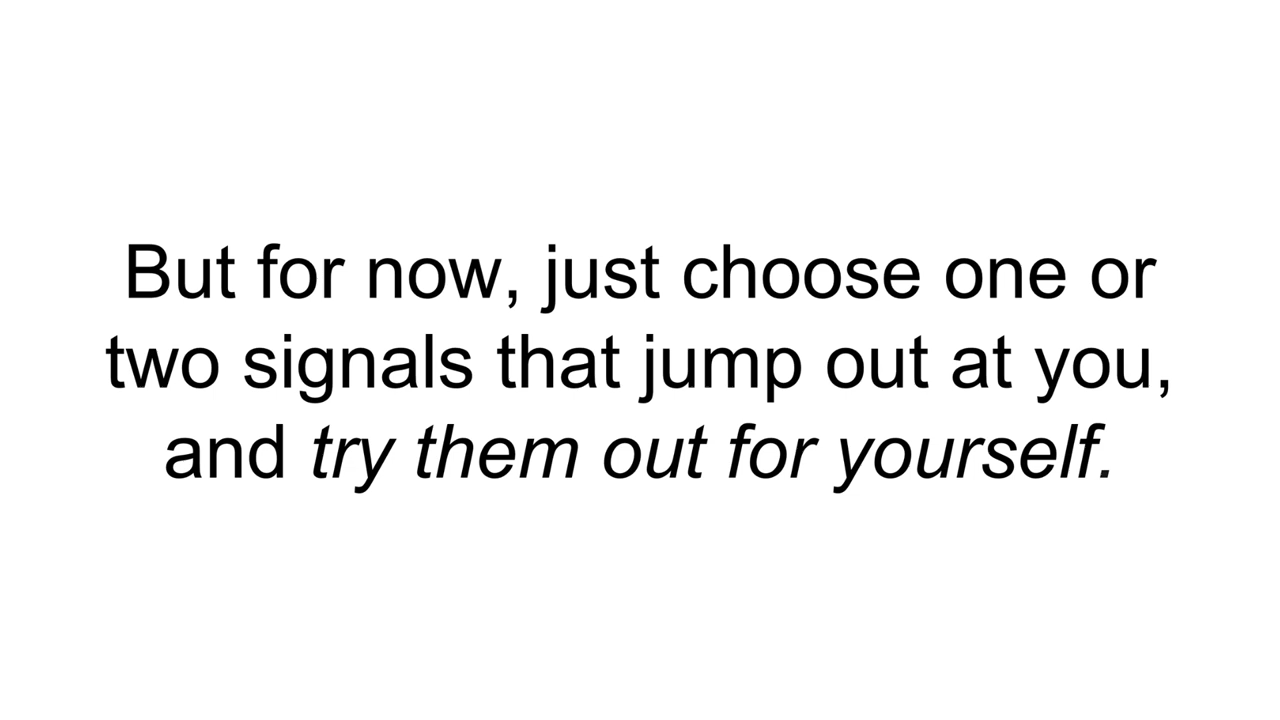 But for now, just choose one or
two signals that jump out at you,
and try them out for yourself.